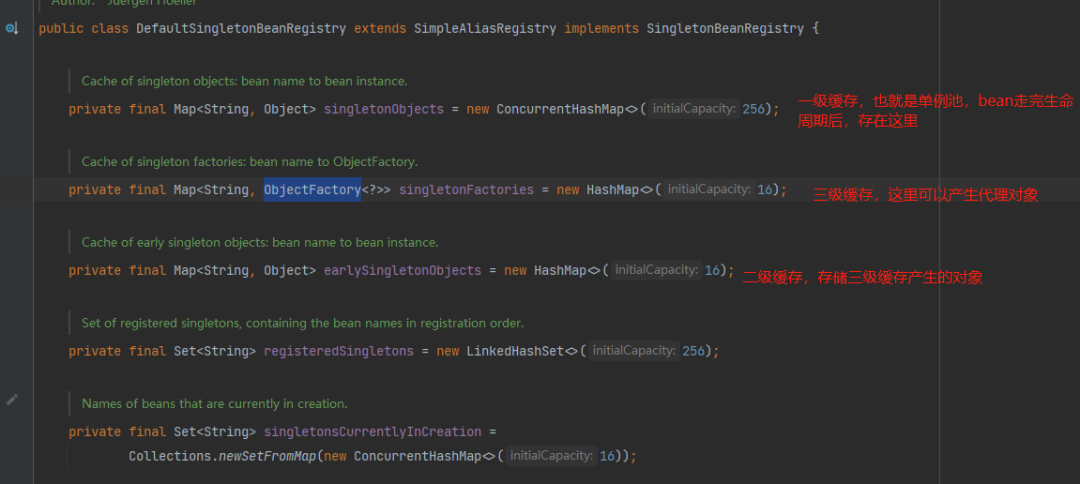 Author: Juergen Hoeller
public class DefaultSingletonBeanRegistry extends SimpleAliasRegistry implements SingletonBeanRegistry {
Cache of singleton objects: bean name to bean instance.
private final Map<String, Object> singletonObjects = new ConcurrentHashMap<>( initialCapacity: 256);
一级缓存，也就是单例池，bean走完生命
周期后，存在这里
Cache of singleton factories: bean name to ObjectFactory.
private final Map<String, ObjectFactory<?>> singletonFactories = new HashMap<>( initialCapacity: 16);
三级缓存，这里可以产生代理对象
Cache of early singleton objects: bean name to bean instance.
private final Map<String, Object> earlySingletonObjects = new HashMap<>( initialCapacity: 16);
二级缓存，存储三级缓存产生的对象
Set of registered singletons, containing the bean names in registration order.
private final Set<String> registeredSingletons = new LinkedHashSet<>( initialCapacity: 256);
Names of beans that are currently in creation.
private final Set<String> singletonsCurrentlyInCreation =
Collections.newSetFromMap(new ConcurrentHashMap<>( initialCapacity: 16));